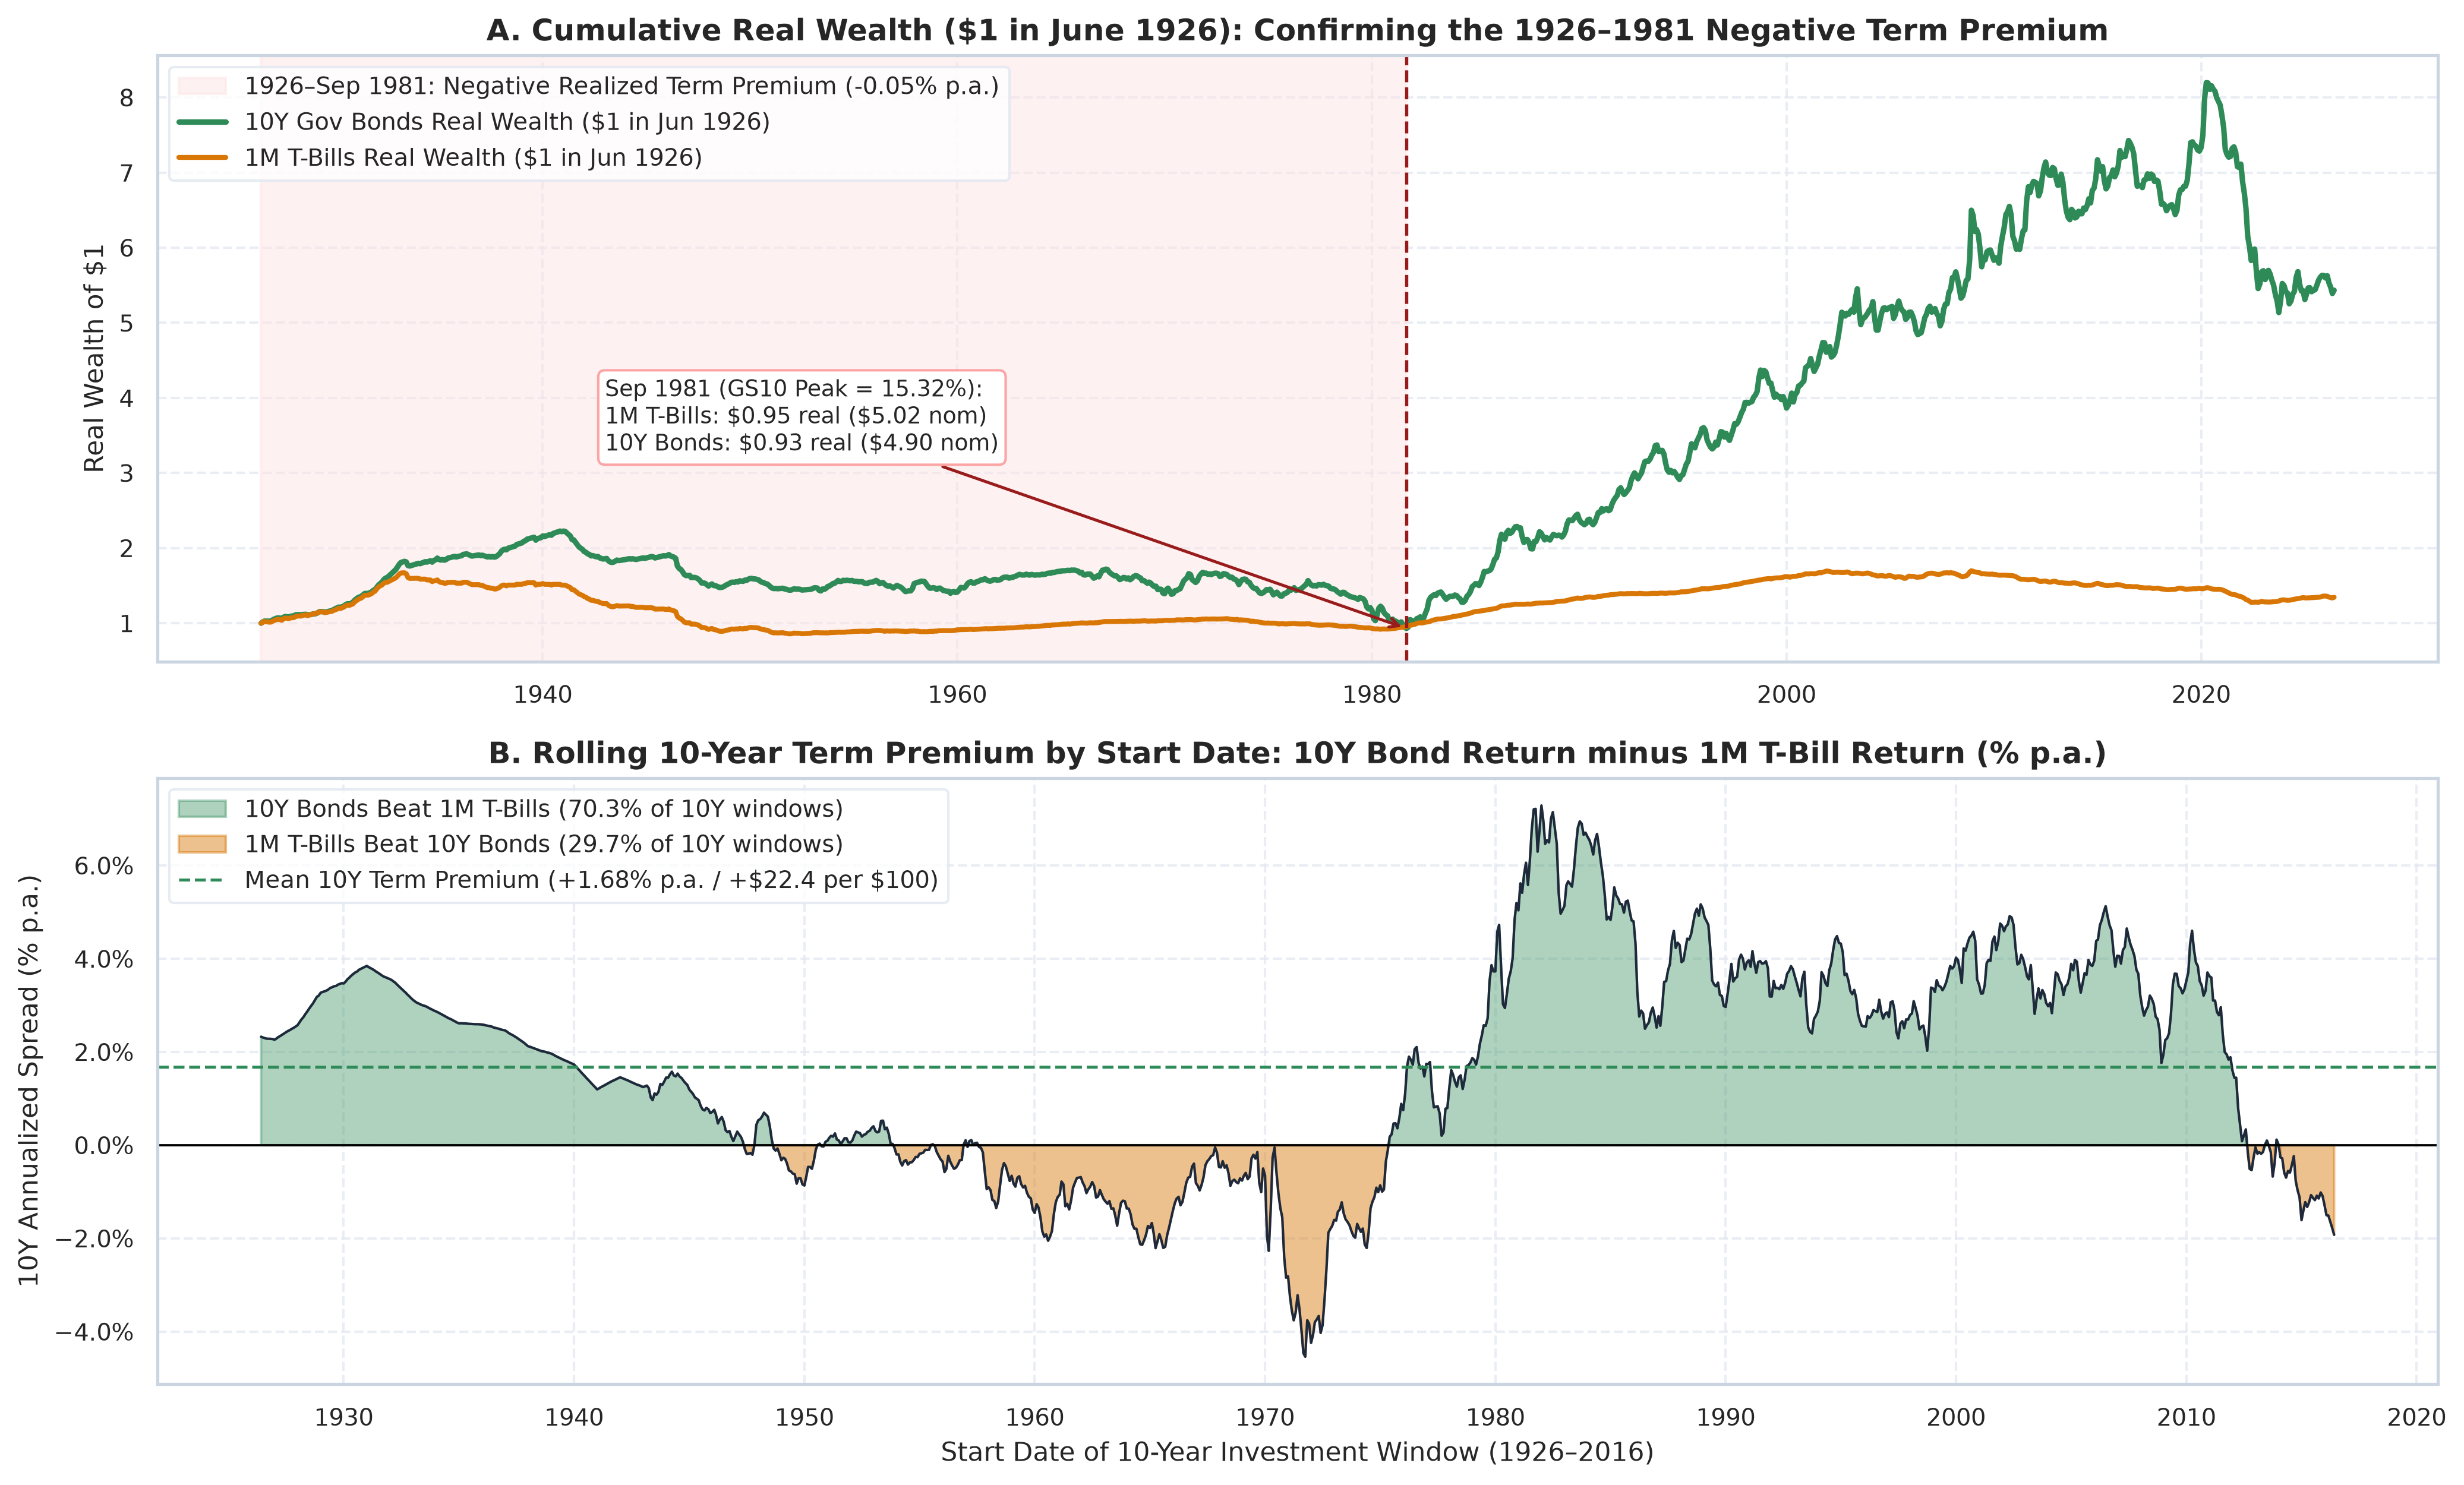 A. Cumulative Real Wealth ($1 in June 1926): Confirming the 1926–1981 Negative Term Premium
1926–Sep 1981: Negative Realized Term Premium (-0.05% p.a.)
10Y Gov Bonds Real Wealth ($1 in Jun 1926)
1M T-Bills Real Wealth ($1 in Jun 1926)
Real Wealth of $1
8
7
6
5
4
3
2
1
Sep 1981 (GS10 Peak = 15.32%):
1M T-Bills: $0.95 real ($5.02 nom)
10Y Bonds: $0.93 real ($4.90 nom)
1940 1960 1980 2000 2020
B. Rolling 10-Year Term Premium by Start Date: 10Y Bond Return minus 1M T-Bill Return (% p.a.)
10Y Bonds Beat 1M T-Bills (70.3% of 10Y windows)
1M T-Bills Beat 10Y Bonds (29.7% of 10Y windows)
Mean 10Y Term Premium (+1.68% p.a. / +$22.4 per $100)
10Y Annualized Spread (% p.a.)
6.0%
4.0%
2.0%
0.0%
−2.0%
−4.0%
1930 1940 1950 1960 1970 1980 1990 2000 2010 2020
Start Date of 10-Year Investment Window (1926–2016)